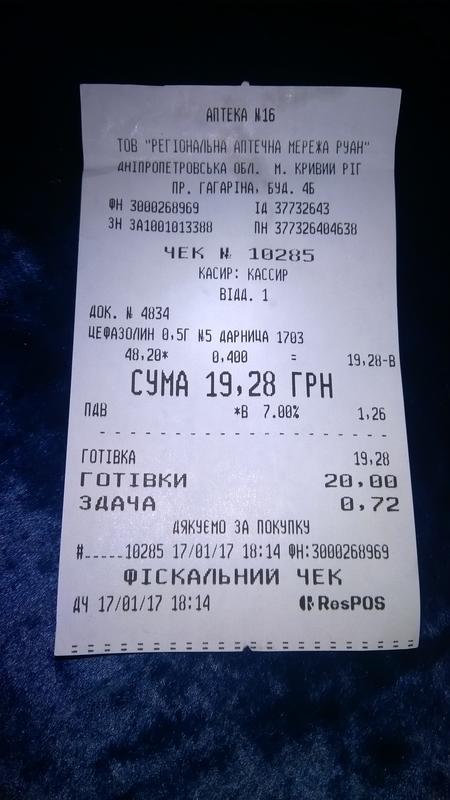 АПТЕКА №16
ТОВ "РЕГІОНАЛЬНА АПТЕЧНА МЕРЕЖА РУАН"
ДНІПРОПЕТРОВСЬКА ОБЛ. М. КРИВИЙ РІГ
ПР. ГАГАРІНА, БУД. 4Б
ФН 3000268969 ІД 37732643
ЗН ЗА1001013388 ПН 377326404638
ЧЕК № 10285
КАСИР: КАССИР
ВІДД. 1
ДОК. № 4834
ЦЕФАЗОЛИН 0,5Г №5 ДАРНИЦА 1703
48,20* 0,400 = 19,28-В
СУМА 19,28 ГРН
ПДВ *В 7.00% 1,26
- - - - - - - - - - - - - - - - - - - -
ГОТІВКА 19,28
ГОТІВКИ 20,00
ЗДАЧА 0,72
ДЯКУЄМО ЗА ПОКУПКУ
#.....10285 17/01/17 18:14 ФН:3000268969
ФІСКАЛЬНИЙ ЧЕК
ДЧ 17/01/17 18:14 ResPOS